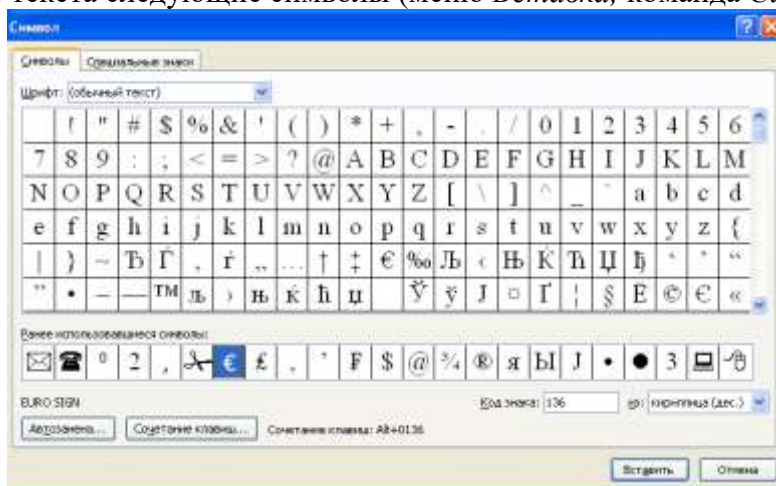 текста следующие символы (меню Вставка, команда С
Символ
Символы Специальные знаки
Шрифт: (обычный текст)
! " # $ % & ' ( ) * + , - . / 0 1 2 3 4 5 6
7 8 9 : ; < = > ? @ A B C D E F G H I J K L M
N O P Q R S T U V W X Y Z [ \ ] ^ _ ` a b c d
e f g h i j k l m n o p q r s t u v w x y z {
| } ~ Ђ Ѓ ‚ ѓ „ … † ‡ € ‰ Љ ‹ Њ Ќ Ћ Џ ђ ‘ ’ “
” • – — ™ љ › њ ќ ћ џ Ў ў Ј ¤ Ґ ¦ § Ё © Є «
Ранее использовавшиеся символы:
✉ ☎ 2 ✂ € £ ₣ $ @ ¾ ® я Ы J • ● 3 💻 🖱
EURO SIGN
Код знака: 136 из: кириллица (дес.)
Автозамена... Сочетание клавиш... Сочетание клавиш: Alt+0136
Вставить Отмена